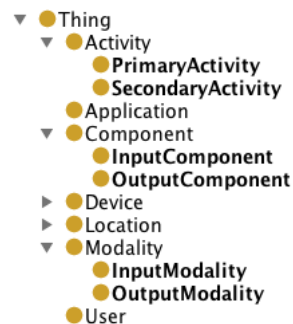 Thing
Activity
PrimaryActivity
SecondaryActivity
Application
Component
InputComponent
OutputComponent
Device
Location
Modality
InputModality
OutputModality
User